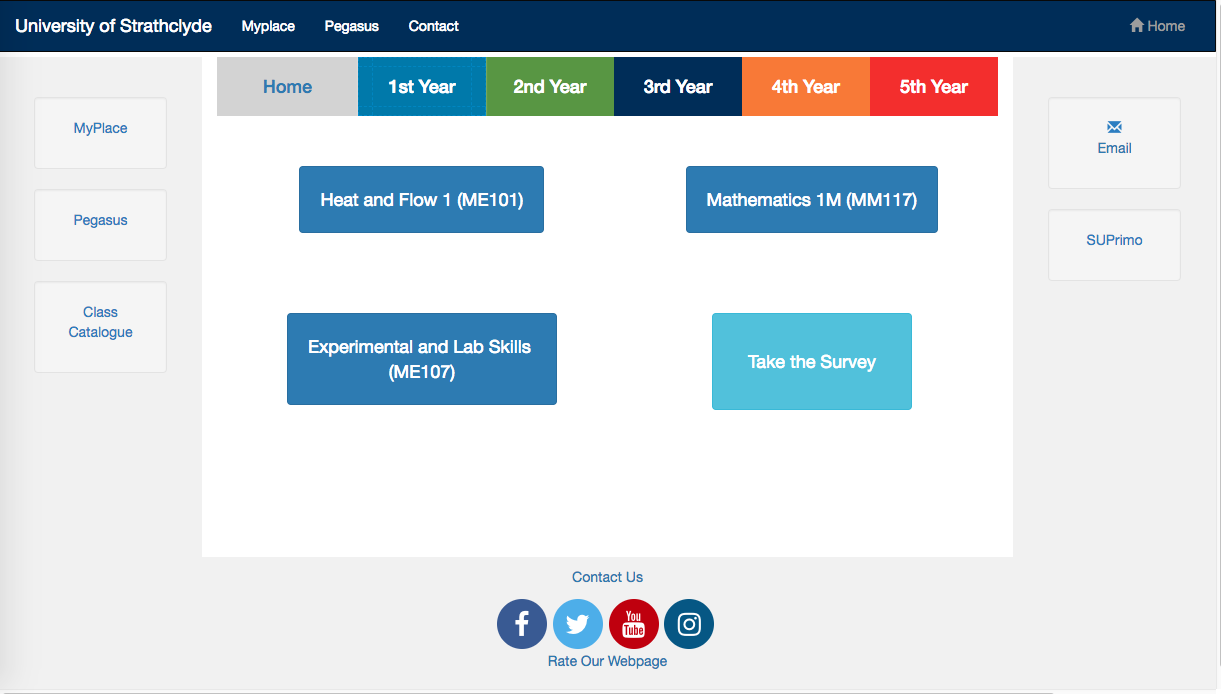 University of Strathclyde Myplace Pegasus Contact Home
Home 1st Year 2nd Year 3rd Year 4th Year 5th Year
MyPlace
Pegasus
Class
Catalogue
Heat and Flow 1 (ME101)
Mathematics 1M (MM117)
Experimental and Lab Skills
(ME107)
Take the Survey
Email
SUPrimo
Contact Us
f
You
Tube
Rate Our Webpage